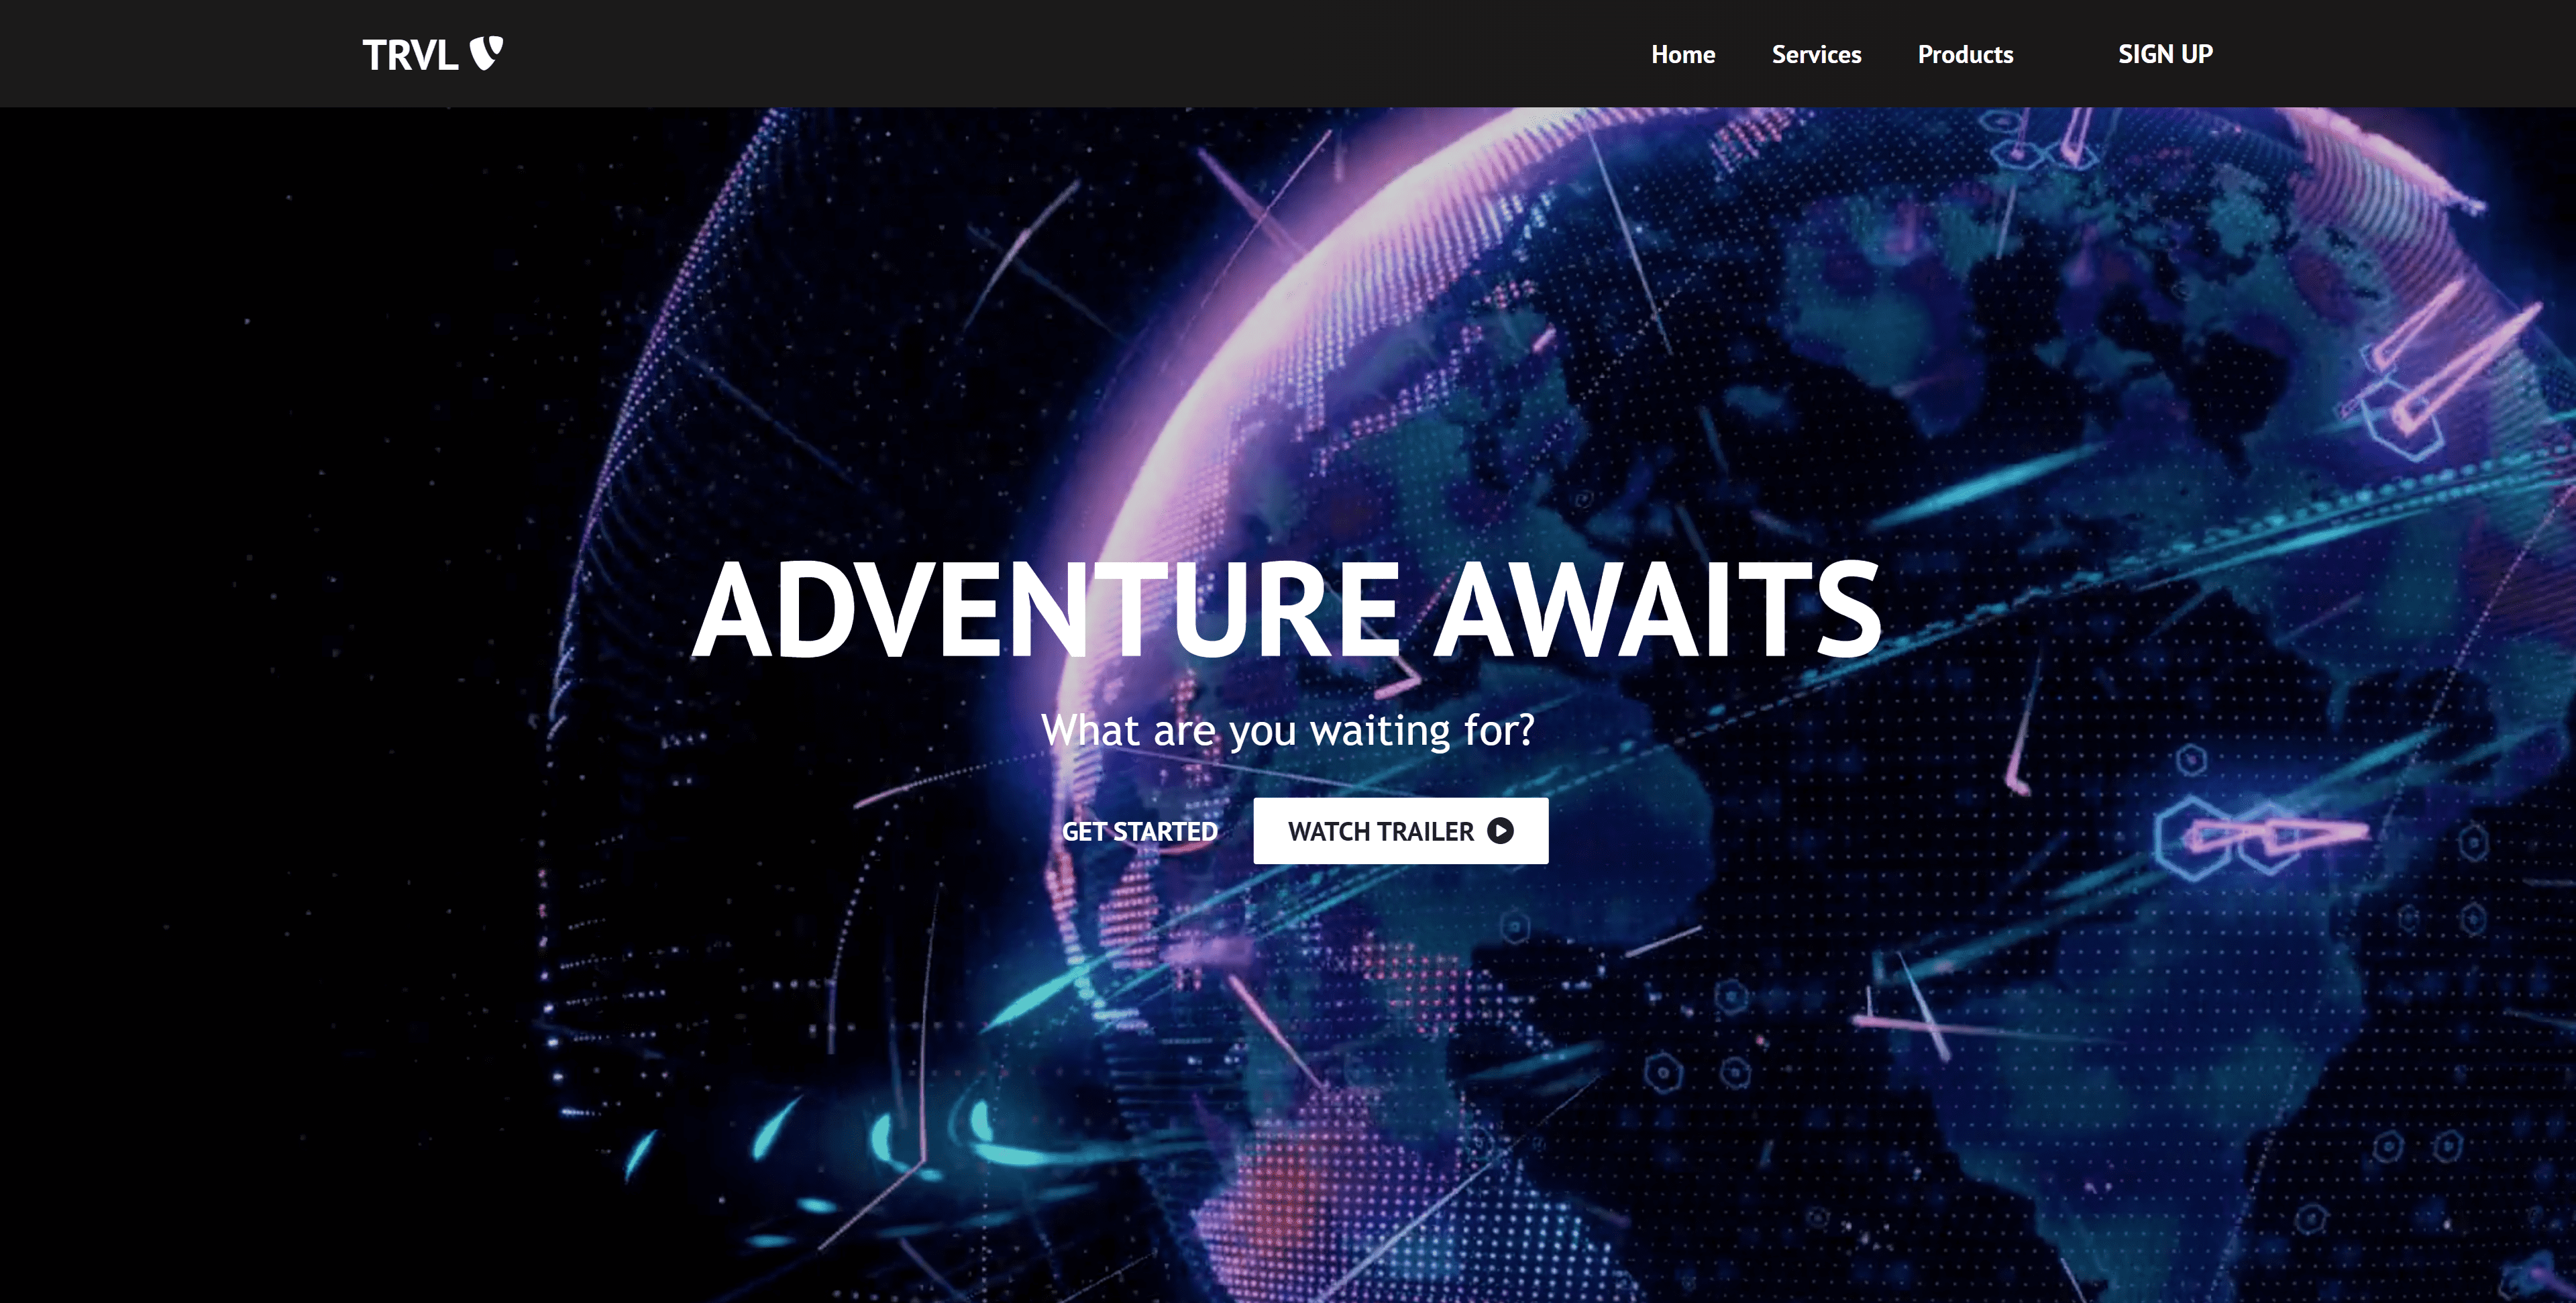 TRVL
Home Services Products SIGN UP
ADVENTURE AWAITS
What are you waiting for?
GET STARTED WATCH TRAILER